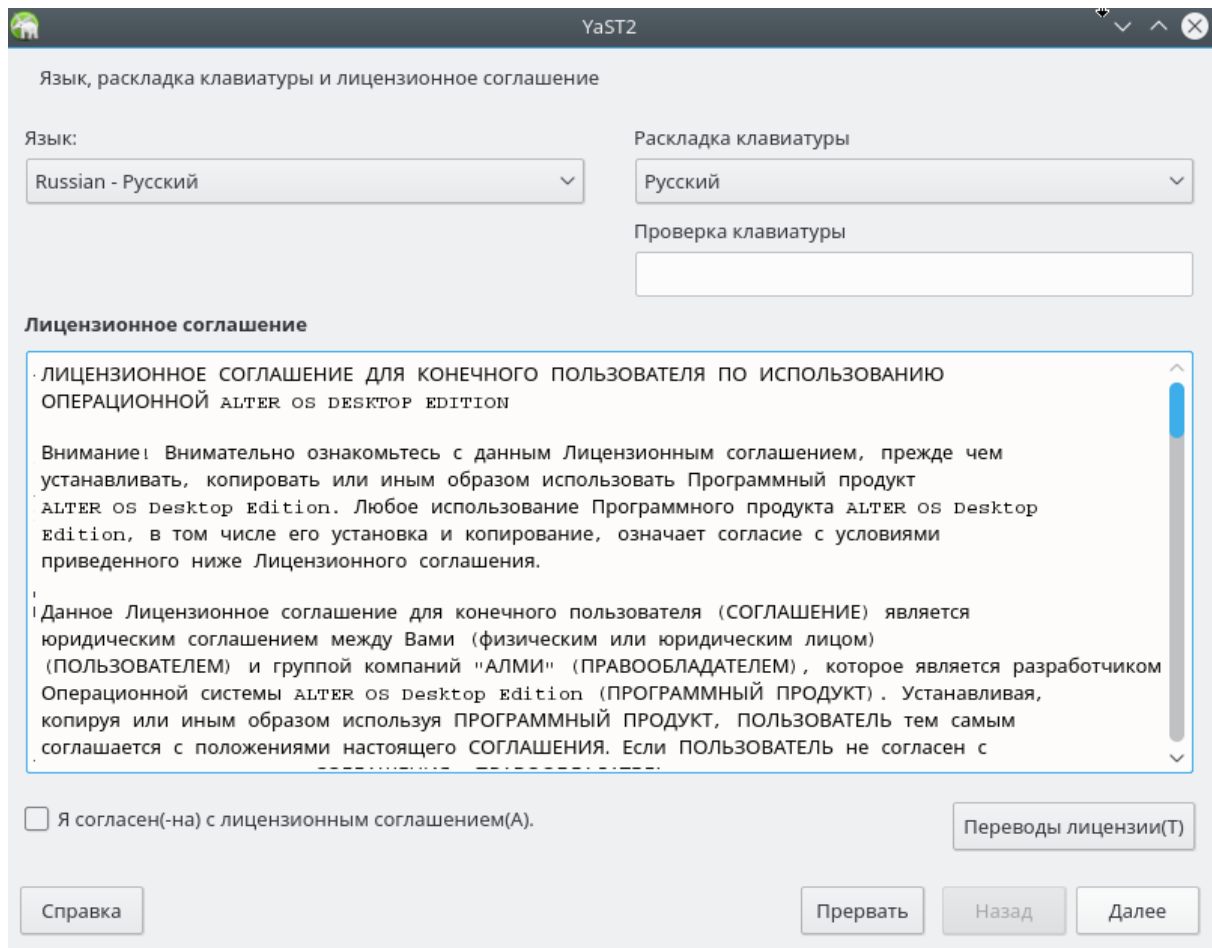 YaST2
Язык, раскладка клавиатуры и лицензионное соглашение
Язык:
Раскладка клавиатуры
Russian - Русский
Русский
Проверка клавиатуры
Лицензионное соглашение
ЛИЦЕНЗИОННОЕ СОГЛАШЕНИЕ ДЛЯ КОНЕЧНОГО ПОЛЬЗОВАТЕЛЯ ПО ИСПОЛЬЗОВАНИЮ
ОПЕРАЦИОННОЙ ALTER OS DESKTOP EDITION
Внимание! Внимательно ознакомьтесь с данным Лицензионным соглашением, прежде чем
устанавливать, копировать или иным образом использовать Программный продукт
ALTER OS Desktop Edition. Любое использование Программного продукта ALTER OS Desktop
Edition, в том числе его установка и копирование, означает согласие с условиями
приведенного ниже Лицензионного соглашения.
Данное Лицензионное соглашение для конечного пользователя (СОГЛАШЕНИЕ) является
юридическим соглашением между Вами (физическим или юридическим лицом)
(ПОЛЬЗОВАТЕЛЕМ) и группой компаний "АЛМИ" (ПРАВООБЛАДАТЕЛЕМ), которое является разработчиком
Операционной системы ALTER OS Desktop Edition (ПРОГРАММНЫЙ ПРОДУКТ). Устанавливая,
копируя или иным образом используя ПРОГРАММНЫЙ ПРОДУКТ, ПОЛЬЗОВАТЕЛЬ тем самым
соглашается с положениями настоящего СОГЛАШЕНИЯ. Если ПОЛЬЗОВАТЕЛЬ не согласен с
Я согласен(-на) с лицензионным соглашением(A).
Переводы лицензии(T)
Справка
Прервать
Назад
Далее